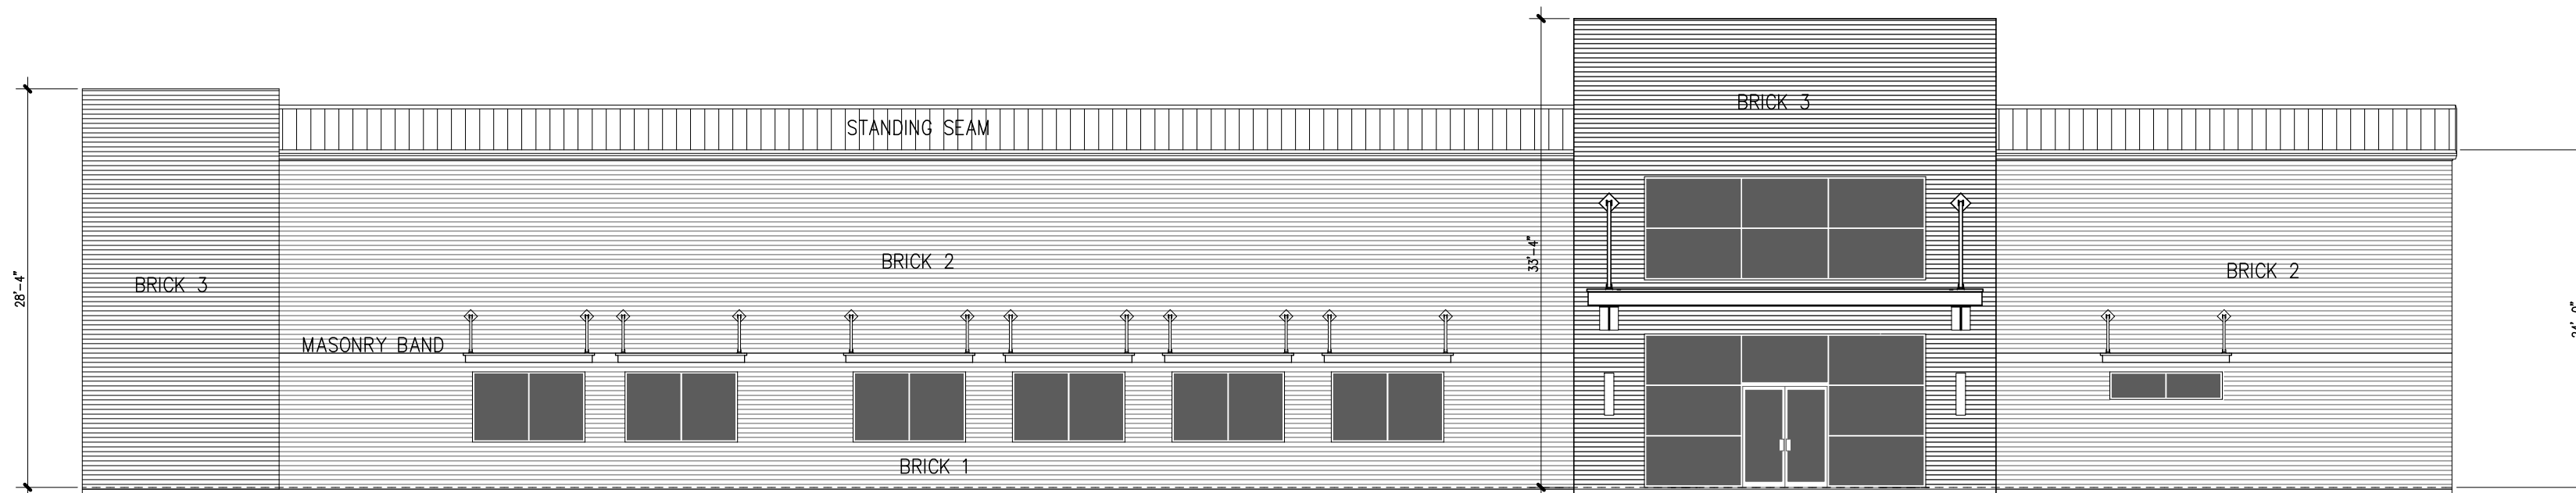 BRICK 3
STANDING SEAM
33'-4"
BRICK 2
BRICK 2
28'-4"
BRICK 3
MASONRY BAND
BRICK 1